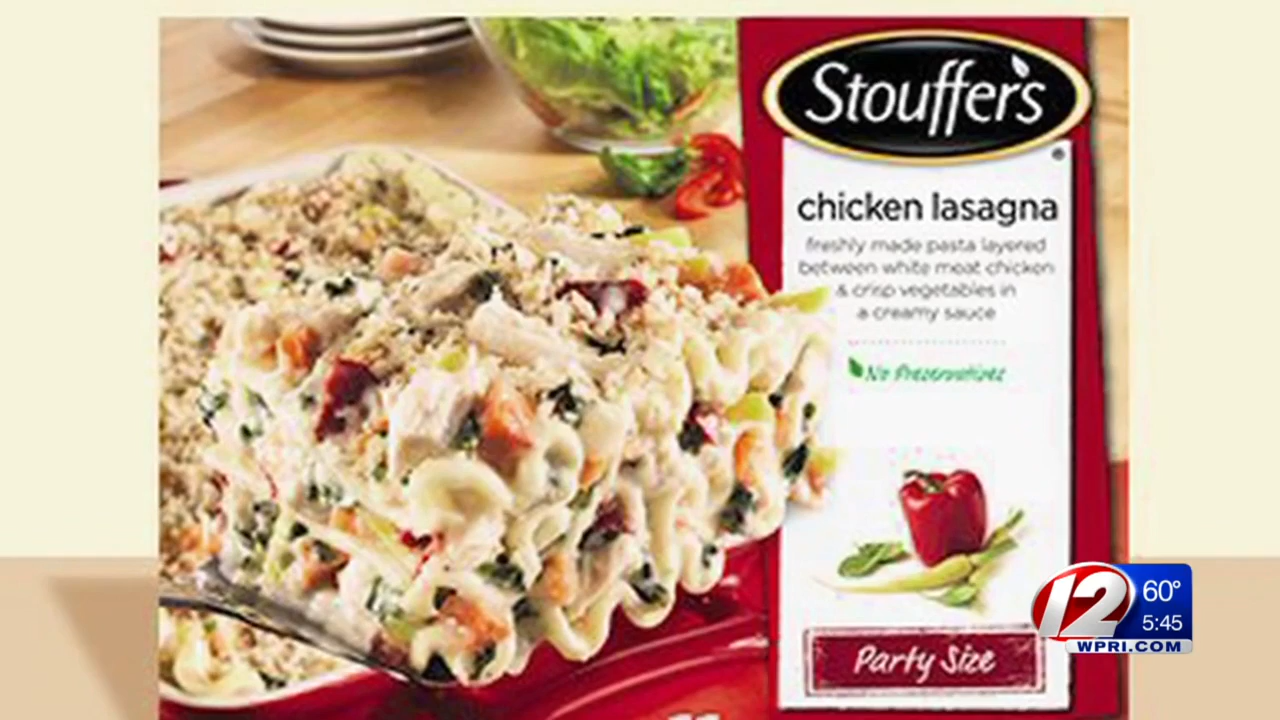 Stouffer's
®
chicken lasagna
freshly made pasta layered
between white meat chicken
& crisp vegetables in
a creamy sauce
No Preservatives
Party Size
12
60°
5:45
WPRI.COM